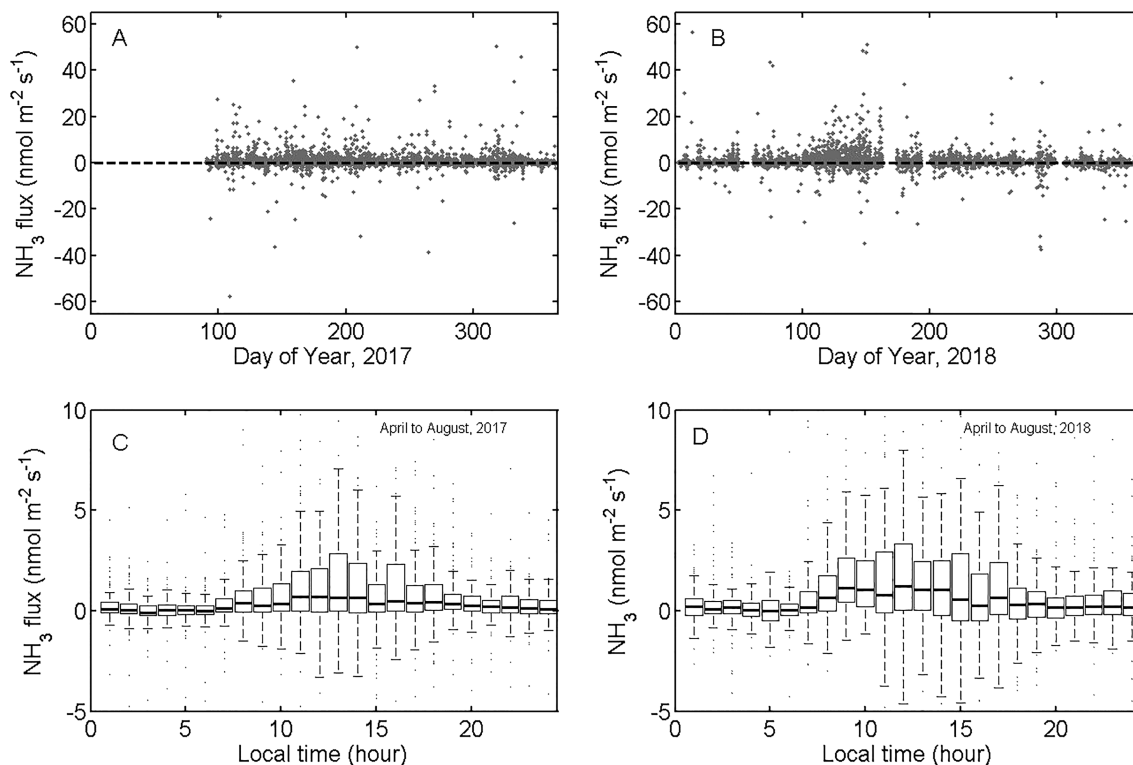 A
NH3 flux (nmol m-2 s-1)
60
40
20
0
-20
-40
-60
0
100
200
300
Day of Year, 2017
B
NH3 flux (nmol m-2 s-1)
60
40
20
0
-20
-40
-60
0
100
200
300
Day of Year, 2018
C
April to August, 2017
NH3 flux (nmol m-2 s-1)
10
5
0
-5
0
5
10
15
20
Local time (hour)
D
April to August, 2018
NH3 (nmol m-2 s-1)
10
5
0
-5
0
5
10
15
20
Local time (hour)